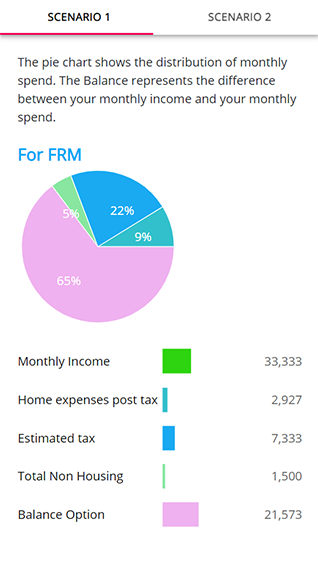 SCENARIO 1
SCENARIO 2
The pie chart shows the distribution of monthly
spend. The Balance represents the difference
between your monthly income and your monthly
spend.
For FRM
22%
5%
9%
65%
Monthly Income 33,333
Home expenses post tax 2,927
Estimated tax 7,333
Total Non Housing 1,500
Balance Option 21,573